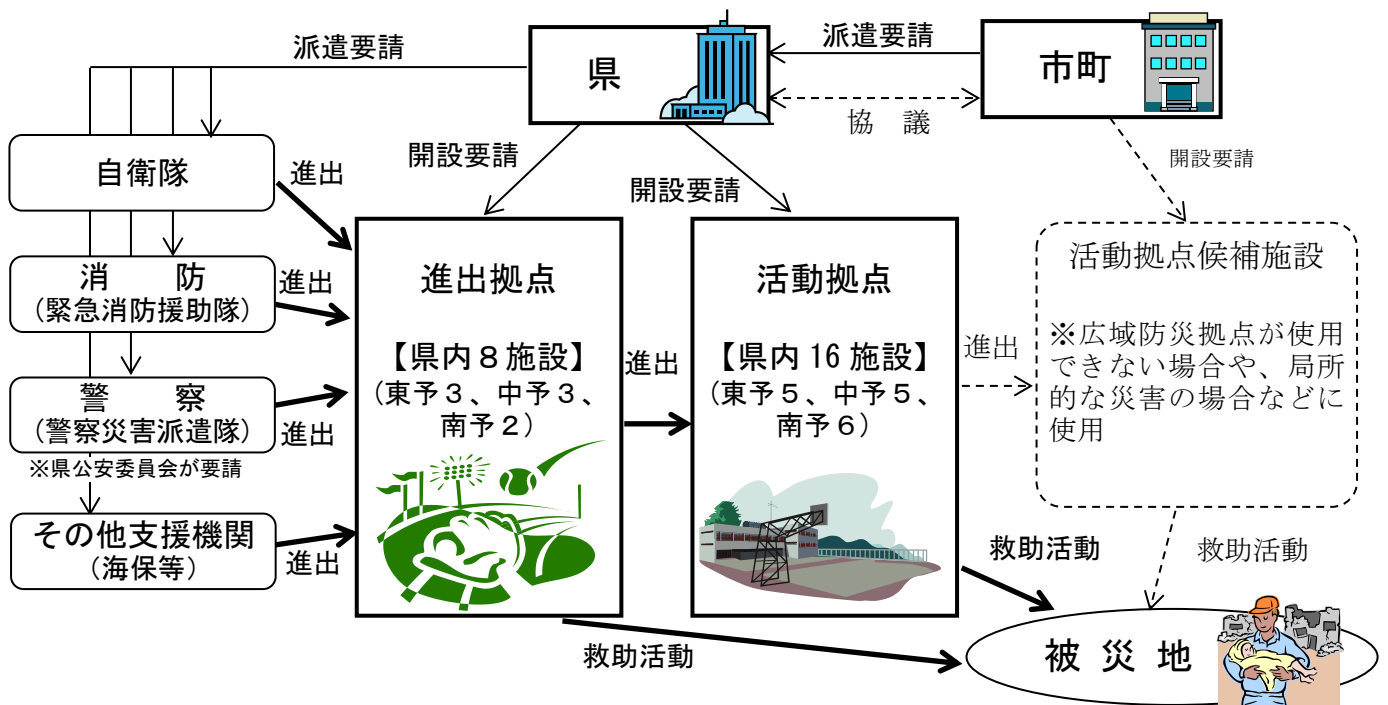 派遣要請
県
派遣要請
市町
協　議
開設要請
開設要請
開設要請
自衛隊
進出
消　　防
（緊急消防援助隊）
進出
警　　察
（警察災害派遣隊）
進出
※県公安委員会が要請
その他支援機関
（海保等）
進出
進出拠点
【県内８施設】
（東予３、中予３、
南予２）
進出
活動拠点
【県内 16 施設】
（東予５、中予５、
南予６）
進出
活動拠点候補施設
※広域防災拠点が使用
できない場合や、局所
的な災害の場合などに
使用
救助活動
救助活動
救助活動
被 災 地